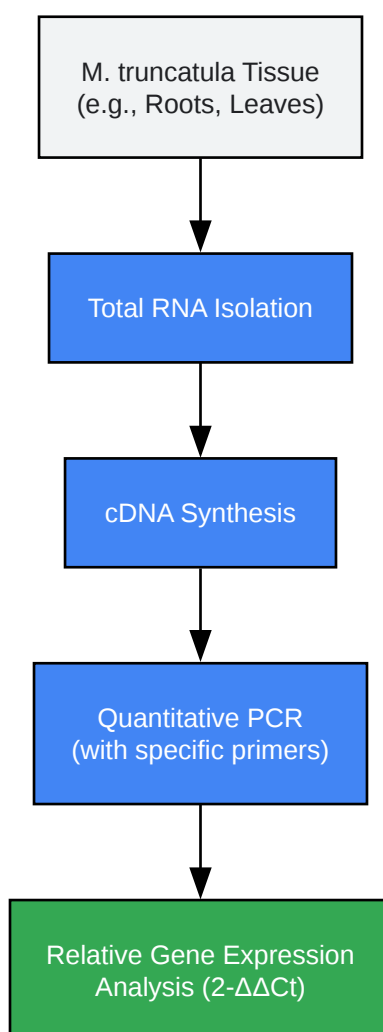 M. truncatula Tissue
(e.g., Roots, Leaves)
Total RNA Isolation
cDNA Synthesis
Quantitative PCR
(with specific primers)
Relative Gene Expression
Analysis (2-ΔΔCt)